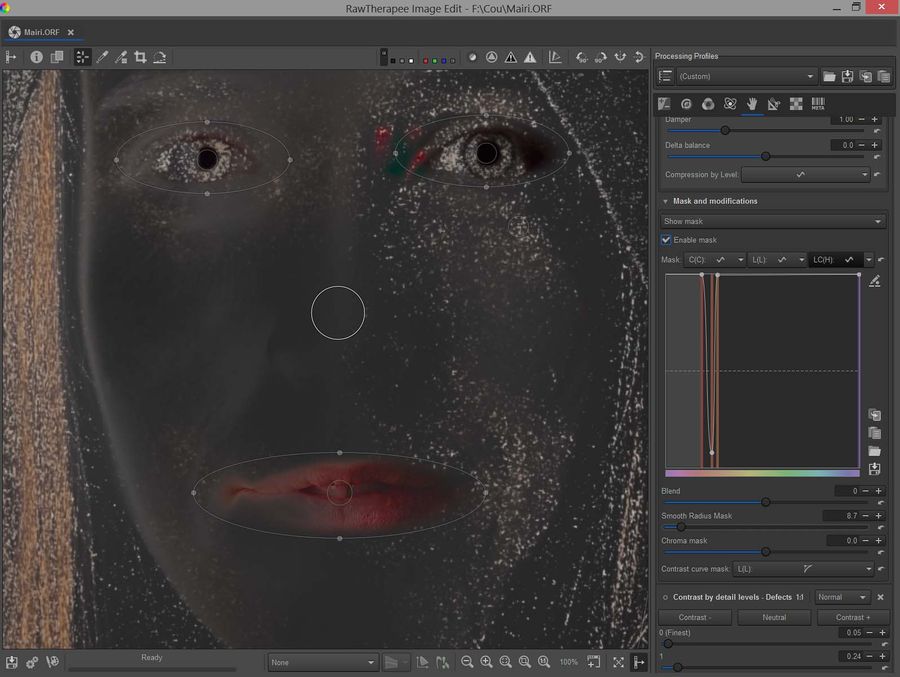 RawTherapee Image Edit - F:\Cou\Mairi.ORF
Mairi.ORF
Processing Profiles
(Custom)
META
Damper 1.00
Delta balance 0.0
Compression by Level:
Mask and modifications
Show mask
Enable mask
Mask: C(C): L(L): LC(H):
Blend 0
Smooth Radius Mask 8.7
Chroma mask 0.0
Contrast curve mask: L(L):
Contrast by detail levels - Defects 1:1 Normal
Contrast - Neutral Contrast +
0 (Finest) 0.05
1 0.24
Ready None 100%